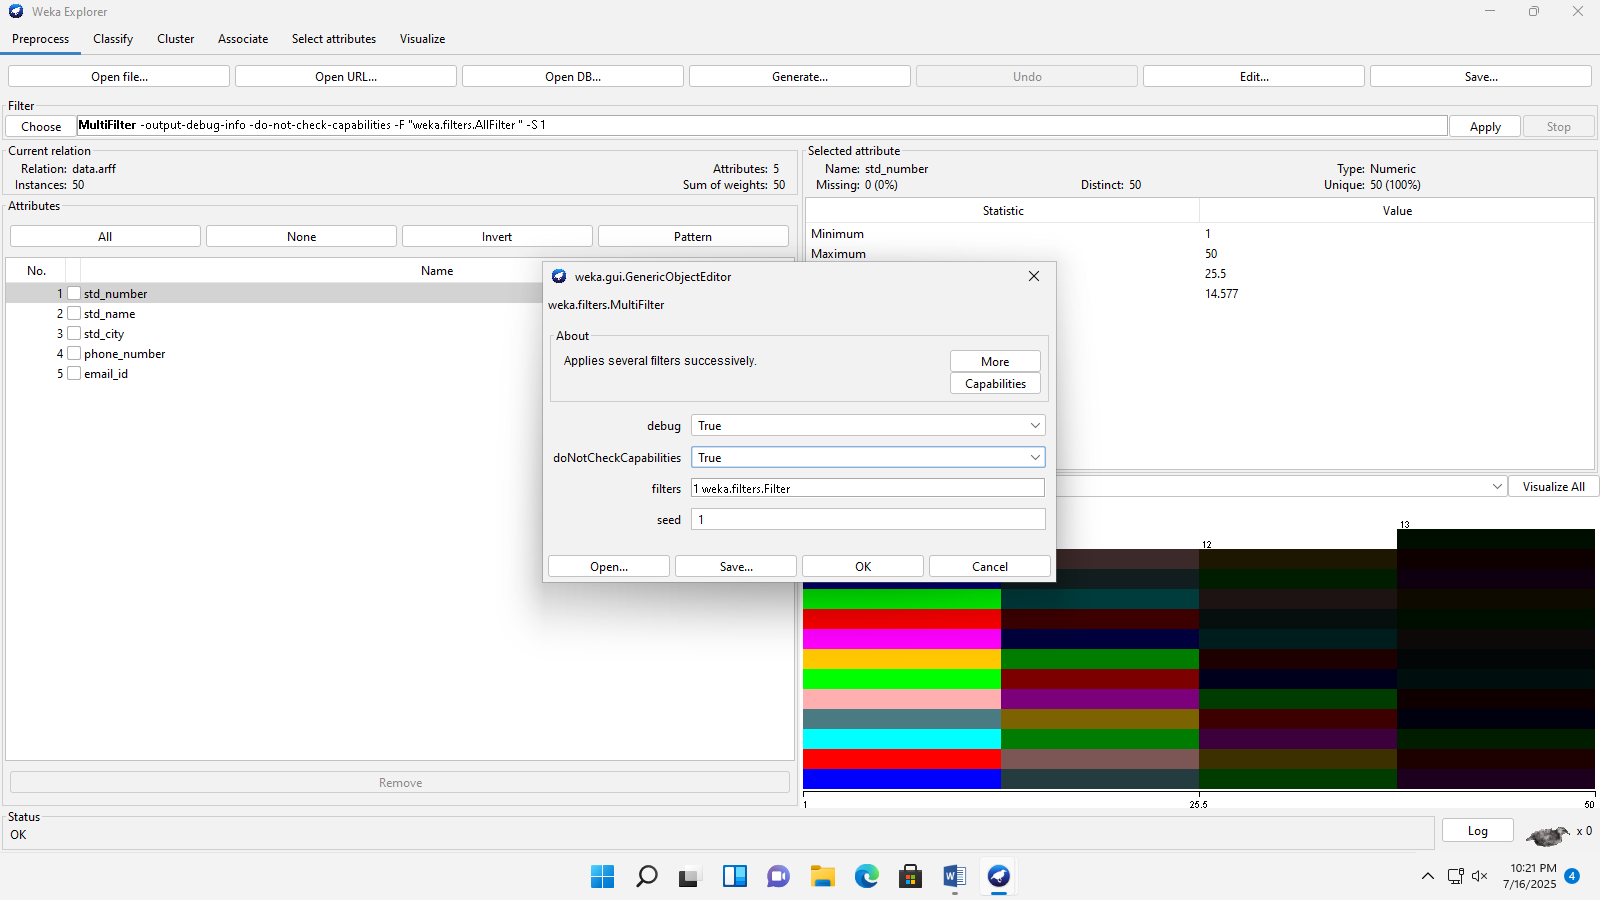 Weka Explorer
Preprocess Classify Cluster Associate Select attributes Visualize
Open file... Open URL... Open DB... Generate... Undo Edit... Save...
Filter
Choose MultiFilter -output-debug-info -do-not-check-capabilities -F "weka.filters.AllFilter " -S 1 Apply Stop
Current relation
Relation: data.arff Attributes: 5
Instances: 50 Sum of weights: 50
Selected attribute
Name: std_number Type: Numeric
Missing: 0 (0%) Distinct: 50 Unique: 50 (100%)
Attributes
All None Invert Pattern
No. Name
1 std_number
2 std_name
3 std_city
4 phone_number
5 email_id
Remove
Statistic Value
Minimum 1
Maximum 50
25.5
14.577
weka.gui.GenericObjectEditor
weka.filters.MultiFilter
About
Applies several filters successively.
More
Capabilities
debug True
doNotCheckCapabilities True
filters 1 weka.filters.Filter
seed 1
Open... Save... OK Cancel
Visualize All
12 13
1 25.5 50
Status
OK
Log x 0
10:21 PM
7/16/2025
4